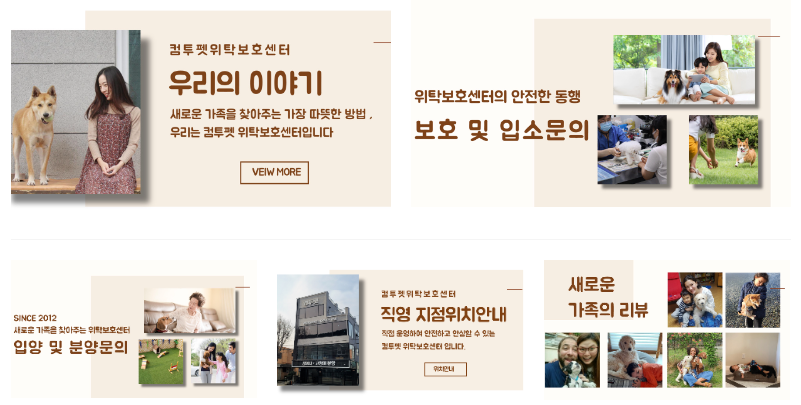 컴투펫위탁보호센터
우리의 이야기
새로운 가족을 찾아주는 가장 따뜻한 방법 ,
우리는 컴투펫 위탁보호센터입니다
VEIW MORE
위탁보호센터의 안전한 동행
보호 및 입소문의
SINCE 2012
새로운 가족을 찾아주는 위탁보호센터
입양 및 분양문의
컴투펫위탁보호센터
직영 지점위치안내
직접 운영하여 안전하고 안심할 수 있는
컴투펫 위탁보호센터 입니다.
위치안내
새로운
가족의 리뷰